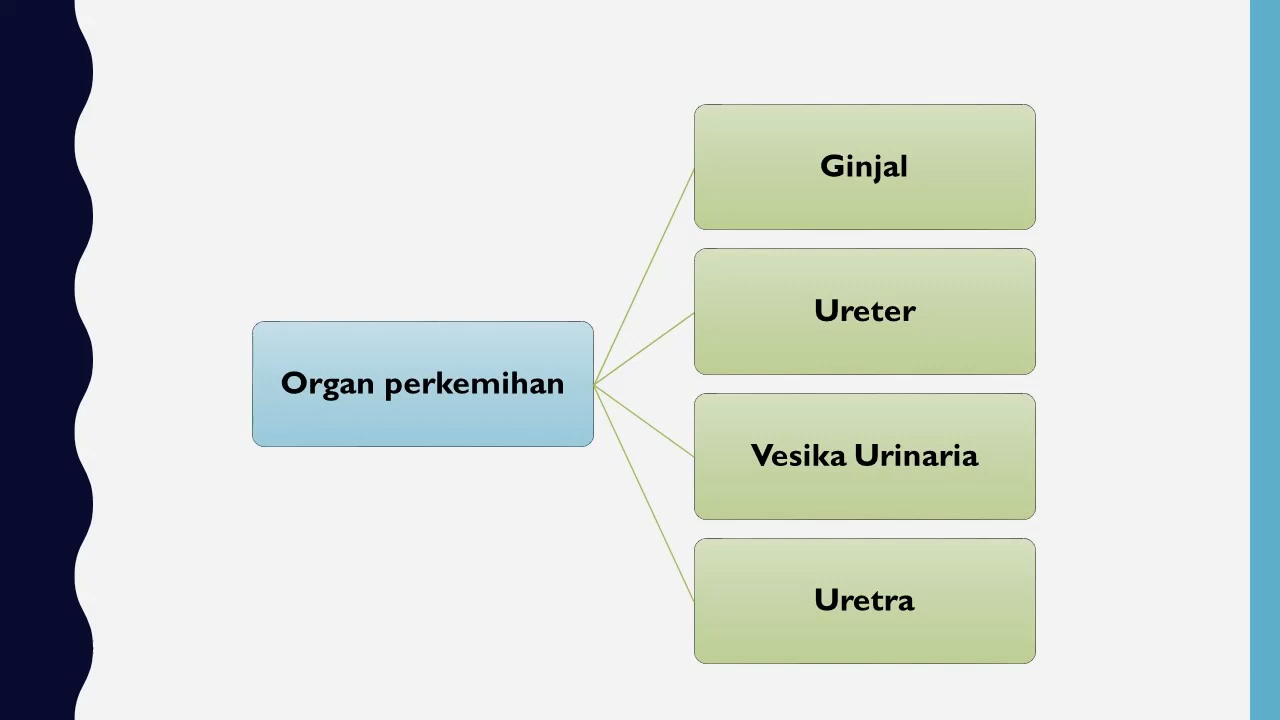 Ginjal
Ureter
Organ perkemihan
Vesika Urinaria
Uretra